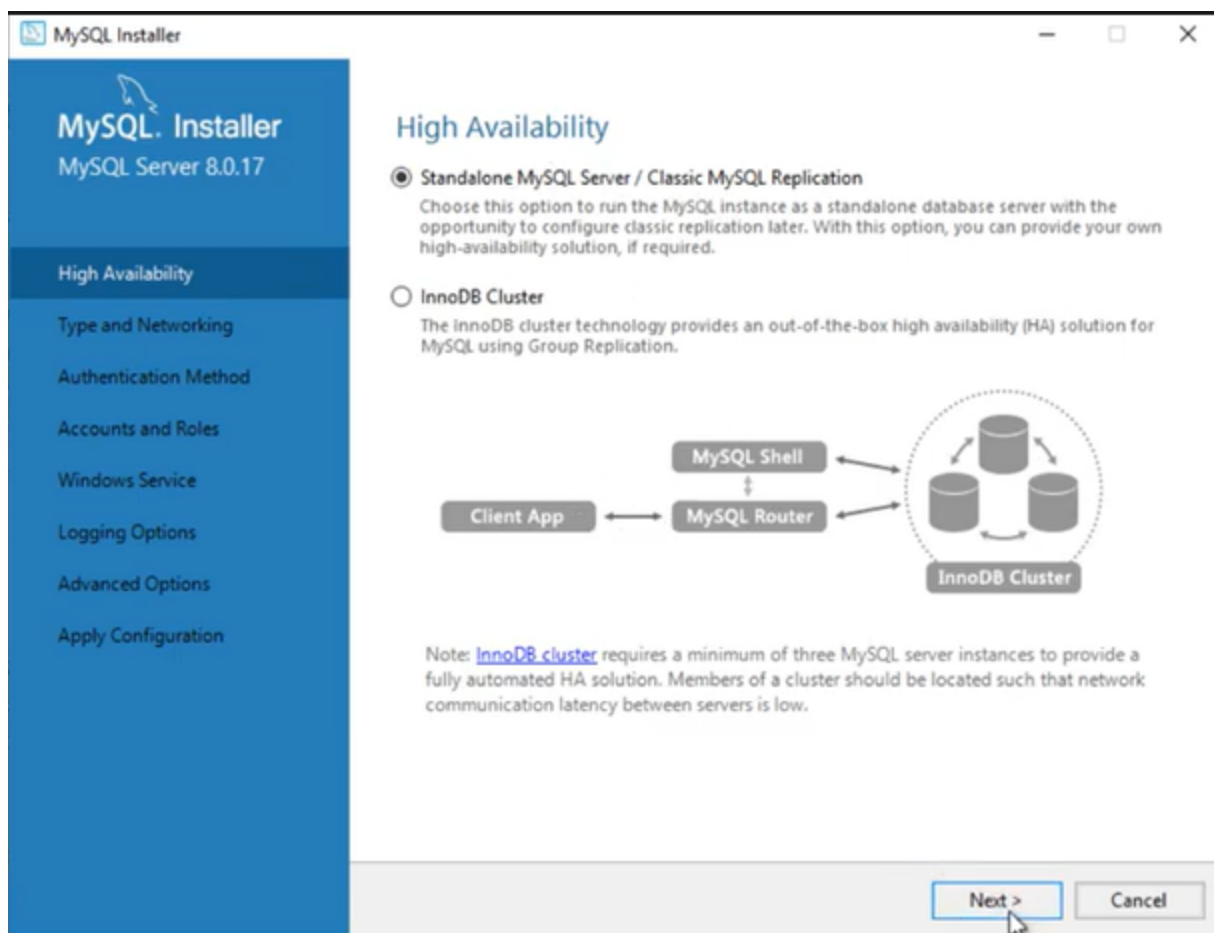 MySQL Installer
MySQL. Installer
MySQL Server 8.0.17
High Availability
Type and Networking
Authentication Method
Accounts and Roles
Windows Service
Logging Options
Advanced Options
Apply Configuration
High Availability
Standalone MySQL Server / Classic MySQL Replication
Choose this option to run the MySQL instance as a standalone database server with the
opportunity to configure classic replication later. With this option, you can provide your own
high-availability solution, if required.
InnoDB Cluster
The InnoDB cluster technology provides an out-of-the-box high availability (HA) solution for
MySQL using Group Replication.
MySQL Shell
Client App
MySQL Router
InnoDB Cluster
Note: InnoDB cluster requires a minimum of three MySQL server instances to provide a
fully automated HA solution. Members of a cluster should be located such that network
communication latency between servers is low.
Next >
Cancel